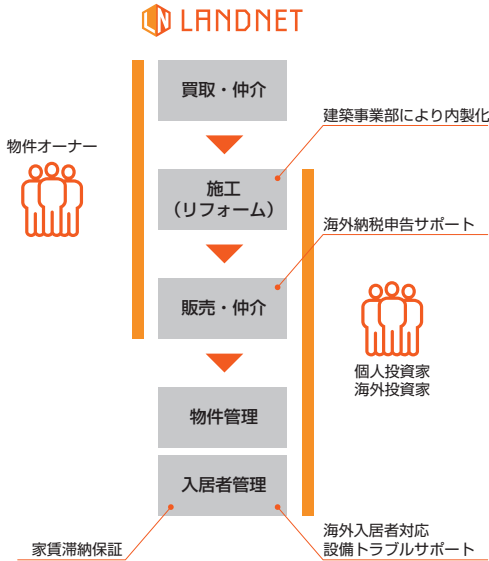 LANDNET
買取・仲介
建築事業部により内製化
物件オーナー
施工
（リフォーム）
海外納税申告サポート
販売・仲介
個人投資家
海外投資家
物件管理
入居者管理
家賃滞納保証
海外入居者対応
設備トラブルサポート